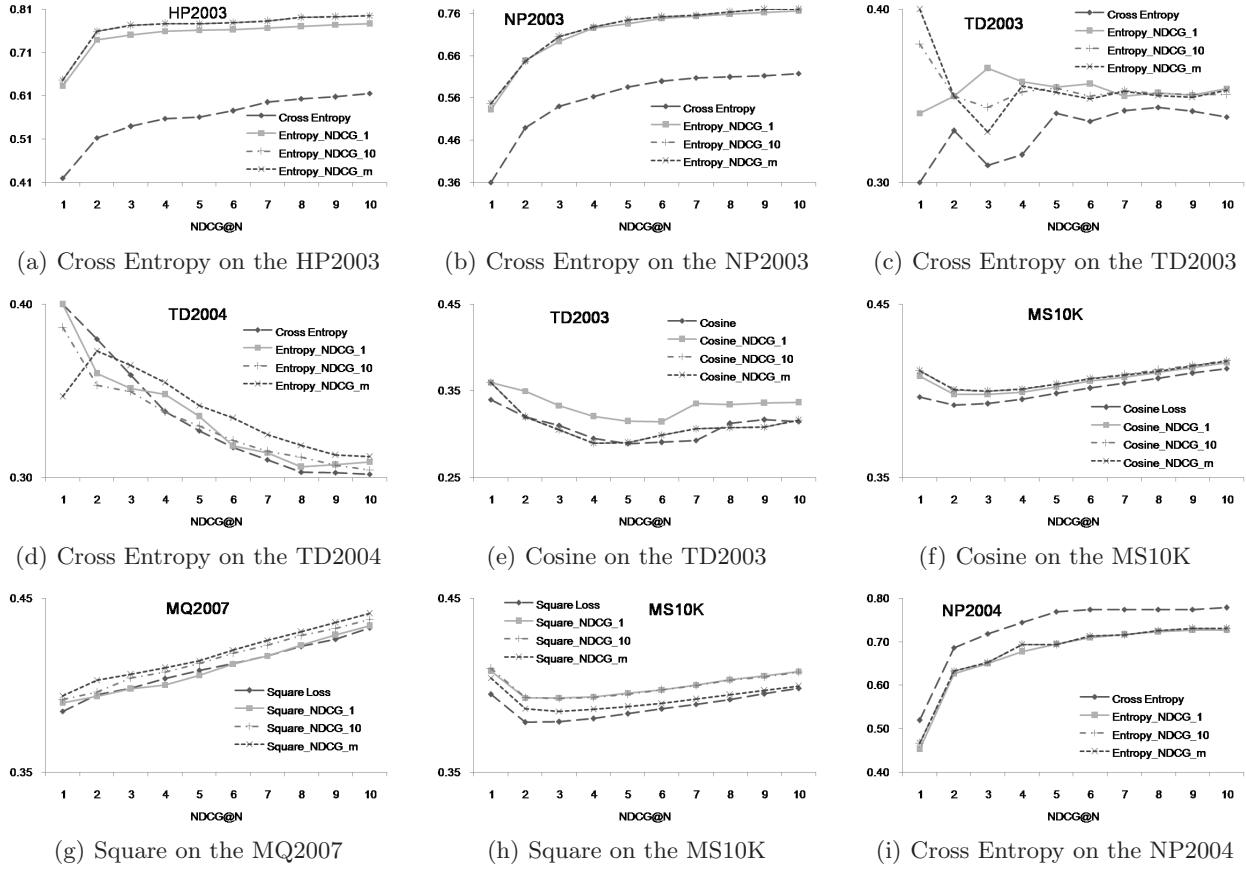 HP2003
0.81
0.71
0.61
0.51
0.41
Cross Entropy
Entropy_NDCG_1
Entropy_NDCG_10
Entropy_NDCG_m
1 2 3 4 5 6 7 8 9 10
NDCG@N
(a) Cross Entropy on the HP2003
NP2003
0.76
0.66
0.56
0.46
0.36
Cross Entropy
Entropy_NDCG_1
Entropy_NDCG_10
Entropy_NDCG_m
1 2 3 4 5 6 7 8 9 10
NDCG@N
(b) Cross Entropy on the NP2003
TD2003
0.40
0.30
Cross Entropy
Entropy_NDCG_1
Entropy_NDCG_10
Entropy_NDCG_m
1 2 3 4 5 6 7 8 9 10
NDCG@N
(c) Cross Entropy on the TD2003
TD2004
0.40
0.30
Cross Entropy
Entropy_NDCG_1
Entropy_NDCG_10
Entropy_NDCG_m
1 2 3 4 5 6 7 8 9 10
NDCG@N
(d) Cross Entropy on the TD2004
TD2003
0.45
0.35
0.25
Cosine
Cosine_NDCG_1
Cosine_NDCG_10
Cosine_NDCG_m
1 2 3 4 5 6 7 8 9 10
NDCG@N
(e) Cosine on the TD2003
MS10K
0.45
0.35
Cosine Loss
Cosine_NDCG_1
Cosine_NDCG_10
Cosine_NDCG_m
1 2 3 4 5 6 7 8 9 10
NDCG@N
(f) Cosine on the MS10K
MQ2007
0.45
0.35
Square Loss
Square_NDCG_1
Square_NDCG_10
Square_NDCG_m
1 2 3 4 5 6 7 8 9 10
NDCG@N
(g) Square on the MQ2007
MS10K
0.45
0.35
Square Loss
Square_NDCG_1
Square_NDCG_10
Square_NDCG_m
1 2 3 4 5 6 7 8 9 10
NDCG@N
(h) Square on the MS10K
NP2004
0.80
0.70
0.60
0.50
0.40
Cross Entropy
Entropy_NDCG_1
Entropy_NDCG_10
Entropy_NDCG_m
1 2 3 4 5 6 7 8 9 10
NDCG@N
(i) Cross Entropy on the NP2004